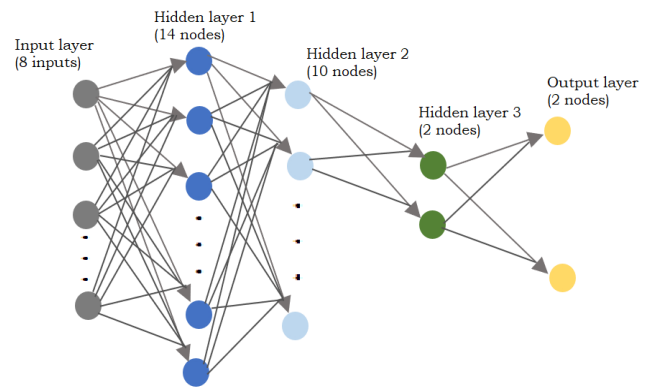 Input layer
(8 inputs)
Hidden layer 1
(14 nodes)
Hidden layer 2
(10 nodes)
Hidden layer 3
(2 nodes)
Output layer
(2 nodes)